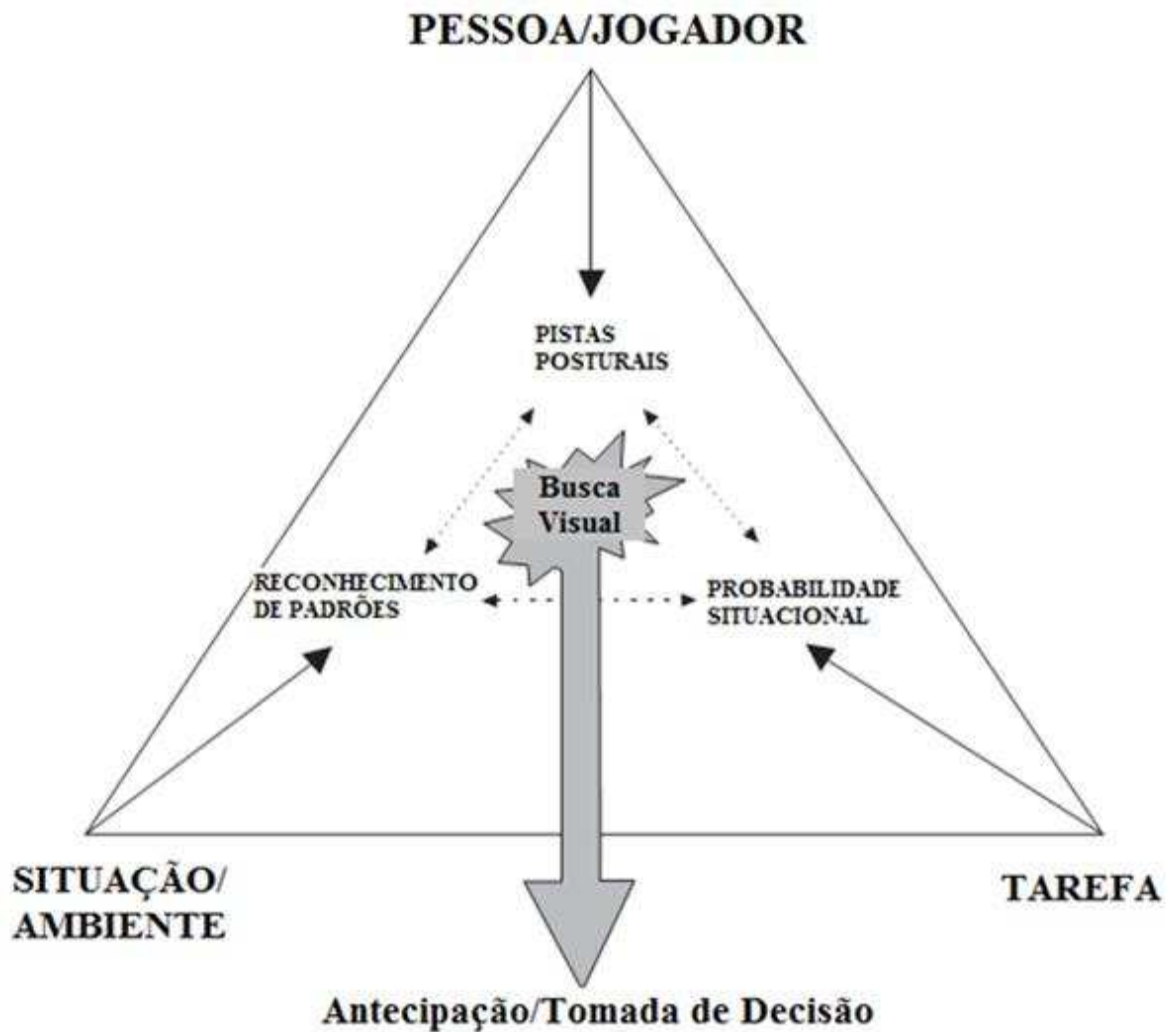 PESSOA/JOGADOR
PISTAS
POSTURAIS
Busca
Visual
RECONHECIMENTO
DE PADRÕES
PROBABILIDADE
SITUACIONAL
SITUAÇÃO/
AMBIENTE
TAREFA
Antecipação/Tomada de Decisão